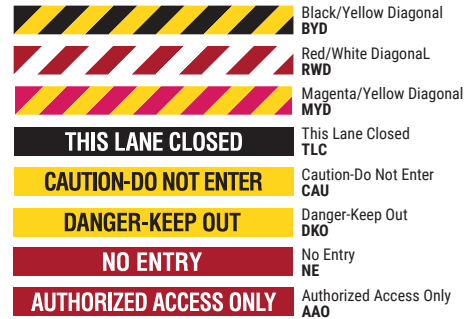 Black/Yellow Diagonal
BYD
Red/White DiagonaL
RWD
Magenta/Yellow Diagonal
MYD
THIS LANE CLOSED
This Lane Closed
TLC
CAUTION-DO NOT ENTER
Caution-Do Not Enter
CAU
DANGER-KEEP OUT
Danger-Keep Out
DKO
NO ENTRY
No Entry
NE
AUTHORIZED ACCESS ONLY
Authorized Access Only
AAO